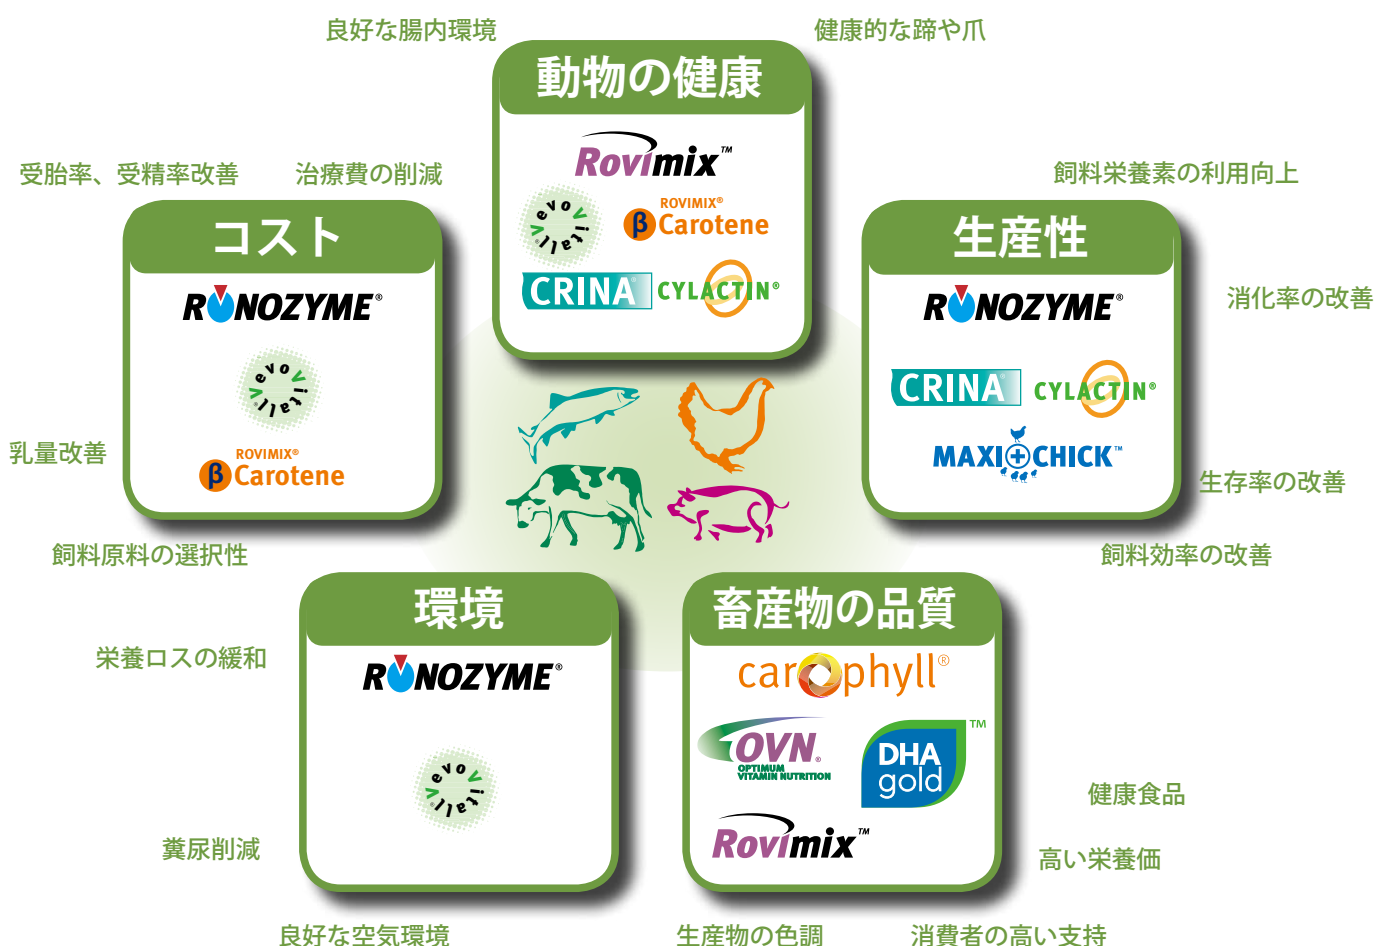 良好な腸内環境
健康的な蹄や爪
動物の健康
Rovimix™
evoVitall®
ROVIMIX®
β Carotene
CRINA®
CYLACTIN®
受胎率、受精率改善
治療費の削減
コスト
RONOZYME®
evoVitall®
ROVIMIX®
β Carotene
乳量改善
飼料原料の選択性
飼料栄養素の利用向上
生産性
RONOZYME®
消化率の改善
CRINA®
CYLACTIN®
MAXI+CHICK™
生存率の改善
飼料効率の改善
環境
RONOZYME®
evoVitall®
栄養ロスの緩和
糞尿削減
良好な空気環境
畜産物の品質
carophyll®
OVN®
OPTIMUM
VITAMIN NUTRITION
DHA
gold
™
Rovimix™
健康食品
高い栄養価
生産物の色調
消費者の高い支持